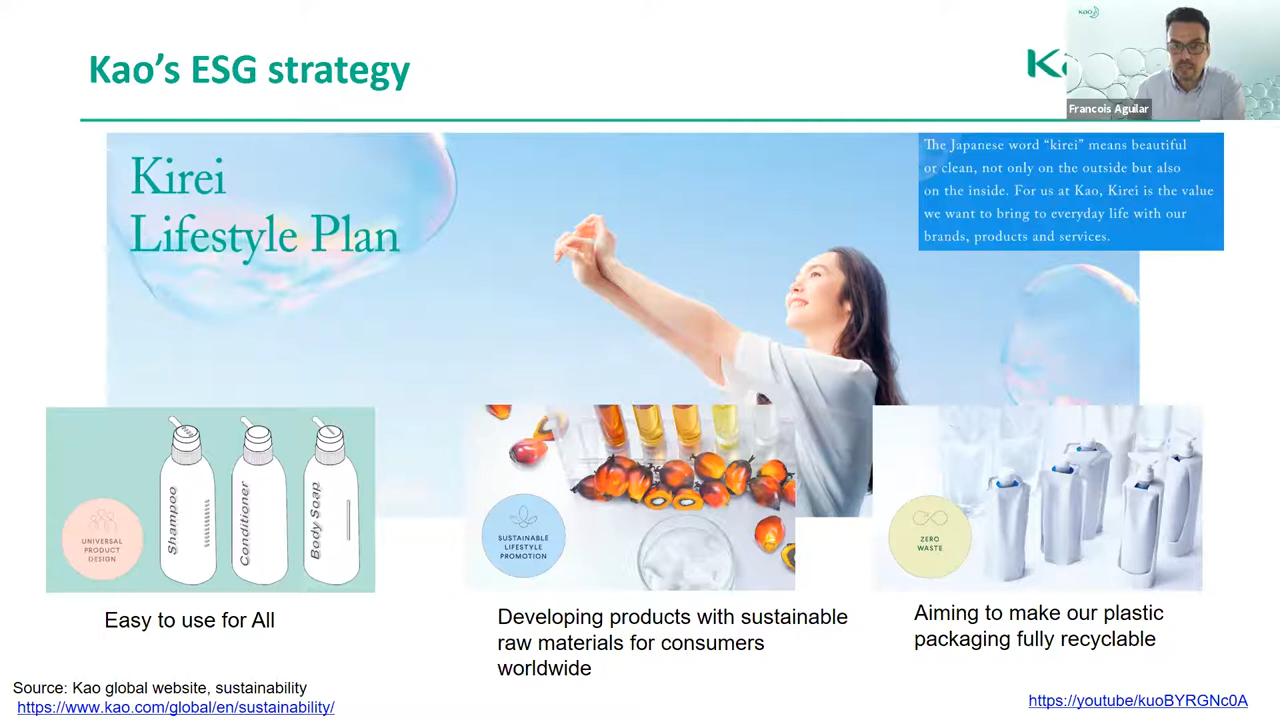 Kao's ESG strategy
Kao
Francois Aguilar
Kirei
Lifestyle Plan
The Japanese word “kirei” means beautiful
or clean, not only on the outside but also
on the inside. For us at Kao, Kirei is the value
we want to bring to everyday life with our
brands, products and services.
Shampoo
Conditioner
Body Soap
UNIVERSAL
PRODUCT
DESIGN
SUSTAINABLE
LIFESTYLE
PROMOTION
ZERO
WASTE
Easy to use for All
Developing products with sustainable
raw materials for consumers
worldwide
Aiming to make our plastic
packaging fully recyclable
Source: Kao global website, sustainability
https://www.kao.com/global/en/sustainability/
https://youtube/kuoBYRGNc0A